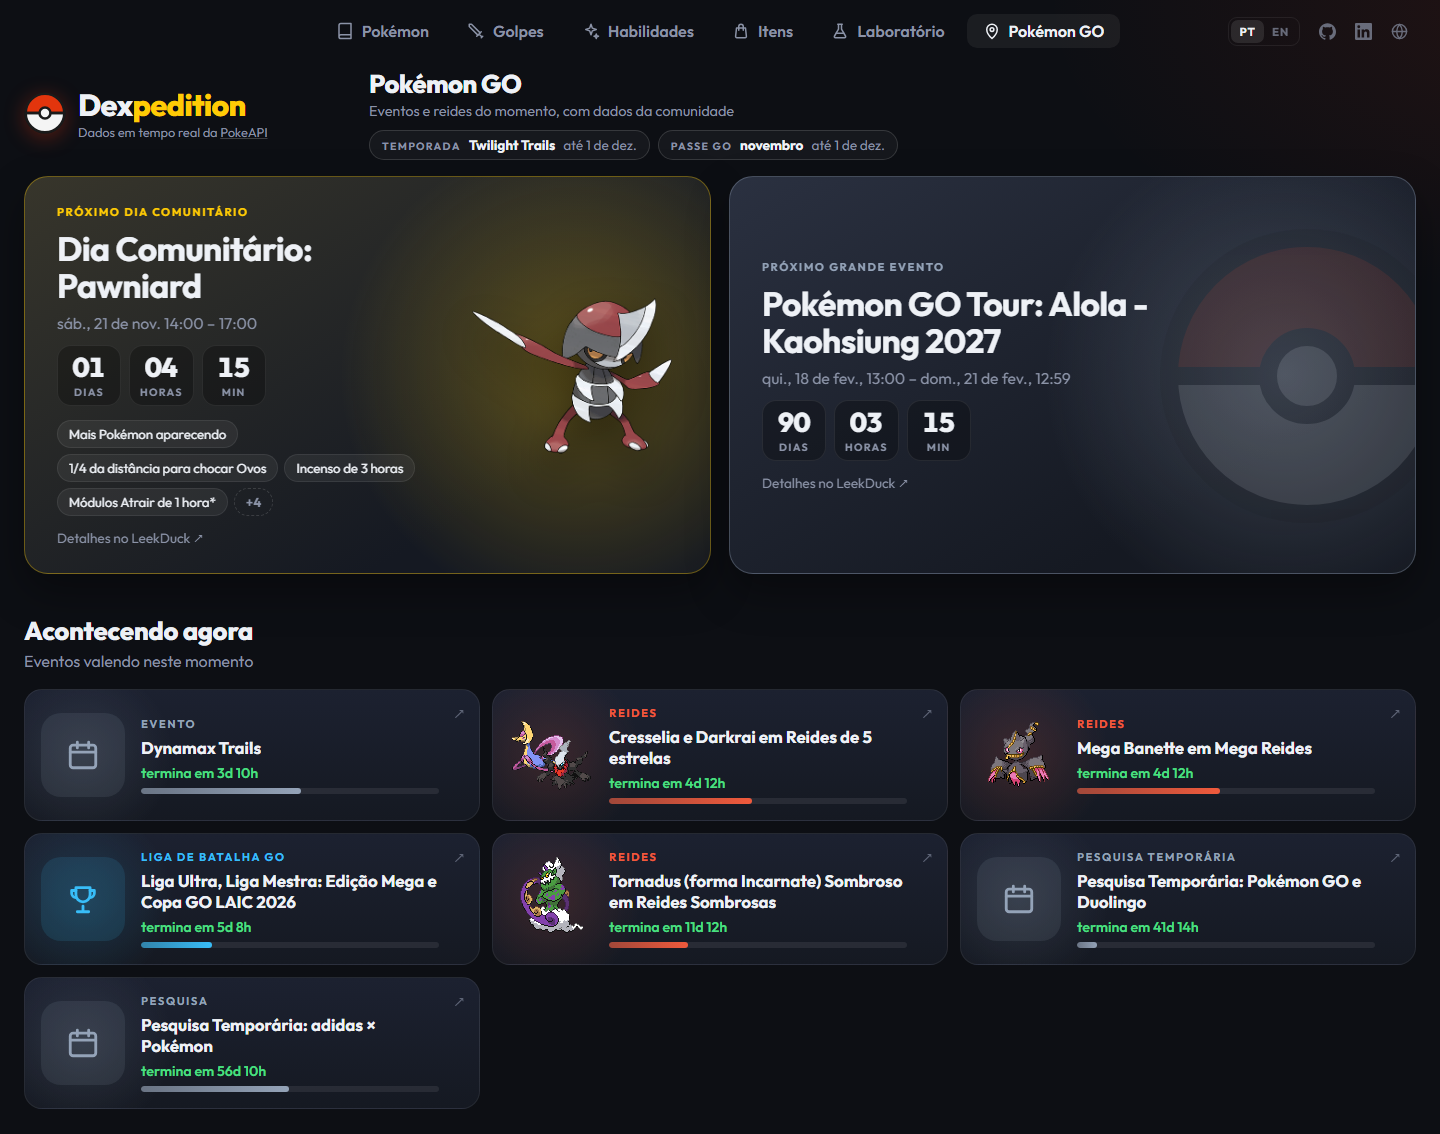 Pokémon
Golpes
Habilidades
Itens
Laboratório
Pokémon GO
PT EN
Dexpedition
Dados em tempo real da PokeAPI
Pokémon GO
Eventos e reides do momento, com dados da comunidade
TEMPORADA Twilight Trails até 1 de dez.
PASSE GO novembro até 1 de dez.
PRÓXIMO DIA COMUNITÁRIO
Dia Comunitário:
Pawniard
sáb., 21 de nov. 14:00 – 17:00
01 04 15
DIAS HORAS MIN
Mais Pokémon aparecendo
1/4 da distância para chocar Ovos
Incenso de 3 horas
Módulos Atrair de 1 hora*
+4
Detalhes no LeekDuck ↗
PRÓXIMO GRANDE EVENTO
Pokémon GO Tour: Alola -
Kaohsiung 2027
qui., 18 de fev., 13:00 – dom., 21 de fev., 12:59
90 03 15
DIAS HORAS MIN
Detalhes no LeekDuck ↗
Acontecendo agora
Eventos valendo neste momento
EVENTO
Dynamax Trails
termina em 3d 10h
REIDES
Cresselia e Darkrai em Reides de 5
estrelas
termina em 4d 12h
REIDES
Mega Banette em Mega Reides
termina em 4d 12h
LIGA DE BATALHA GO
Liga Ultra, Liga Mestra: Edição Mega e
Copa GO LAIC 2026
termina em 5d 8h
REIDES
Tornadus (forma Incarnate) Sombroso
em Reides Sombrosas
termina em 11d 12h
PESQUISA TEMPORÁRIA
Pesquisa Temporária: Pokémon GO e
Duolingo
termina em 41d 14h
PESQUISA
Pesquisa Temporária: adidas ×
Pokémon
termina em 56d 10h